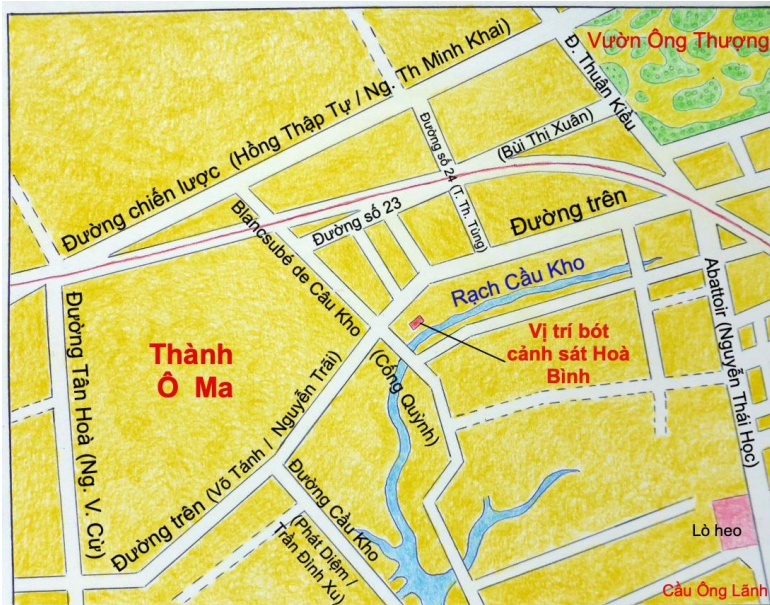 Vườn Ông Thượng
Đ. Thuận Kiều
Đường chiến lược (Hồng Thập Tự / Ng. Th Minh Khai)
(Bùi Thị Xuân)
Đường số 24 (T. Th. Tùng)
Đường số 23
Đường trên
Blancsubé de Câu Kho
Rạch Cầu Kho
Abattoir (Nguyễn Thái Học)
Vị trí bót
cảnh sát Hoà
Bình
Thành
Ô Ma
(Cống Quỳnh)
Đường Tân Hoà (Ng. V. Cừ)
Đường trên (Võ Tánh / Nguyễn Trãi)
Đường Cầu Kho
(Phát Diệm /
Trần Đình Xu)
Lò heo
Cầu Ông Lãnh